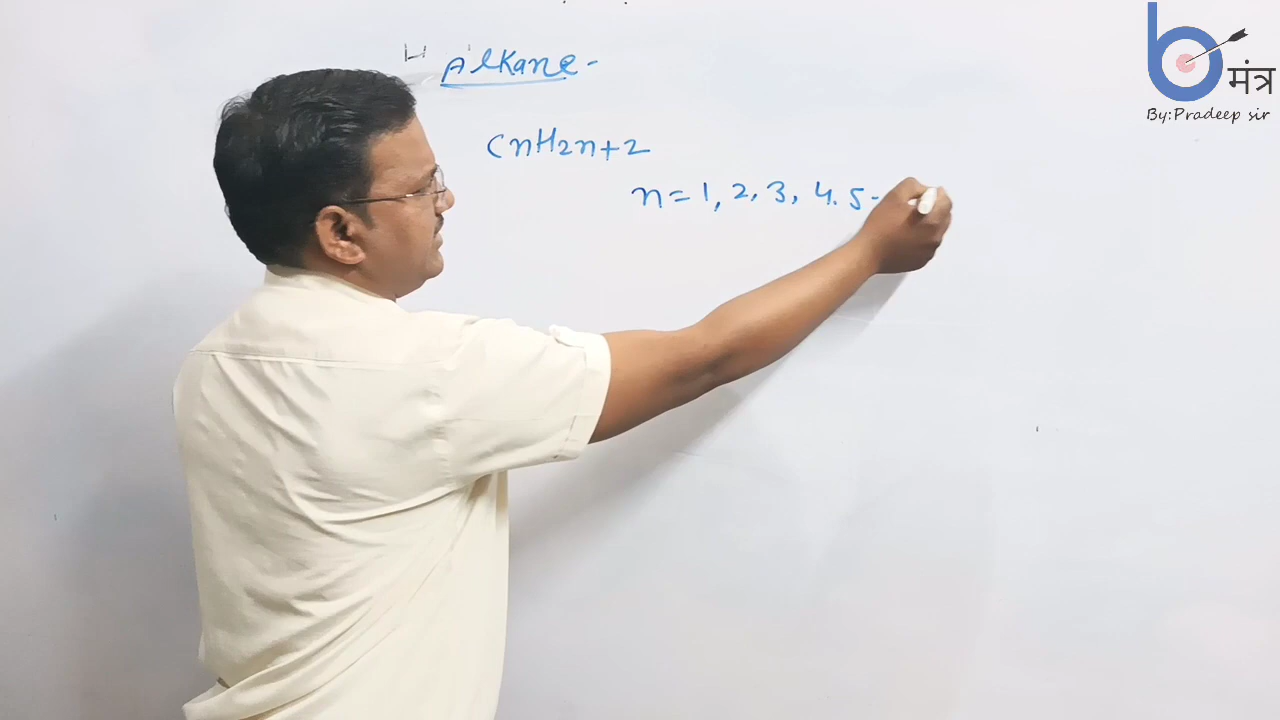 Alkane -
CnH2n+2
n = 1, 2, 3, 4. 5 -
b
मंत्र
By:Pradeep sir